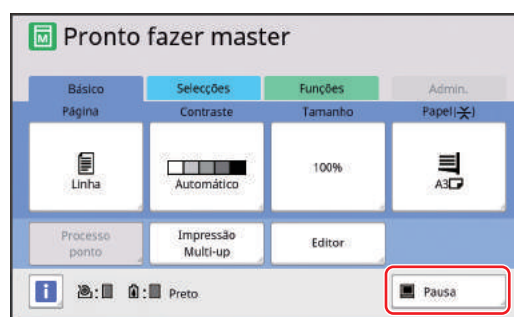 Pronto fazer master
Básico Selecções Funções Admin.
Página Contraste Tamanho Papel(⚹)
Linha Automático 100% A3
Processo ponto Impressão Multi-up Editor
i : : Preto Pausa